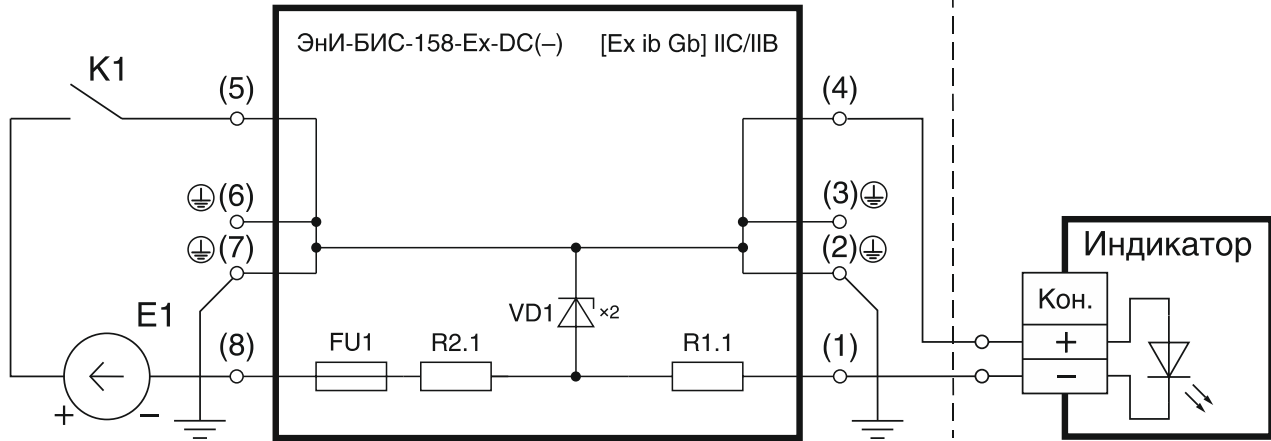 ЭнИ-БИС-158-Ex-DC(–) [Ex ib Gb] IIC/IIB
K1
(5)
(4)
(6)
(3)
(7)
(2)
Индикатор
Кон.
E1
VD1 ×2
(8)
FU1
R2.1
R1.1
(1)
+
–
+
–